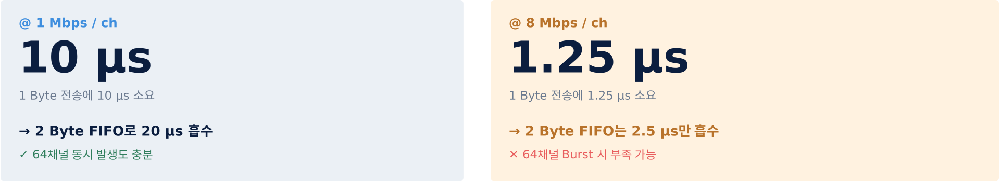 @ 1 Mbps / ch
10 µs
1 Byte 전송에 10 µs 소요
→ 2 Byte FIFO로 20 µs 흡수
✓ 64채널 동시 발생도 충분
@ 8 Mbps / ch
1.25 µs
1 Byte 전송에 1.25 µs 소요
→ 2 Byte FIFO는 2.5 µs만 흡수
✕ 64채널 Burst 시 부족 가능